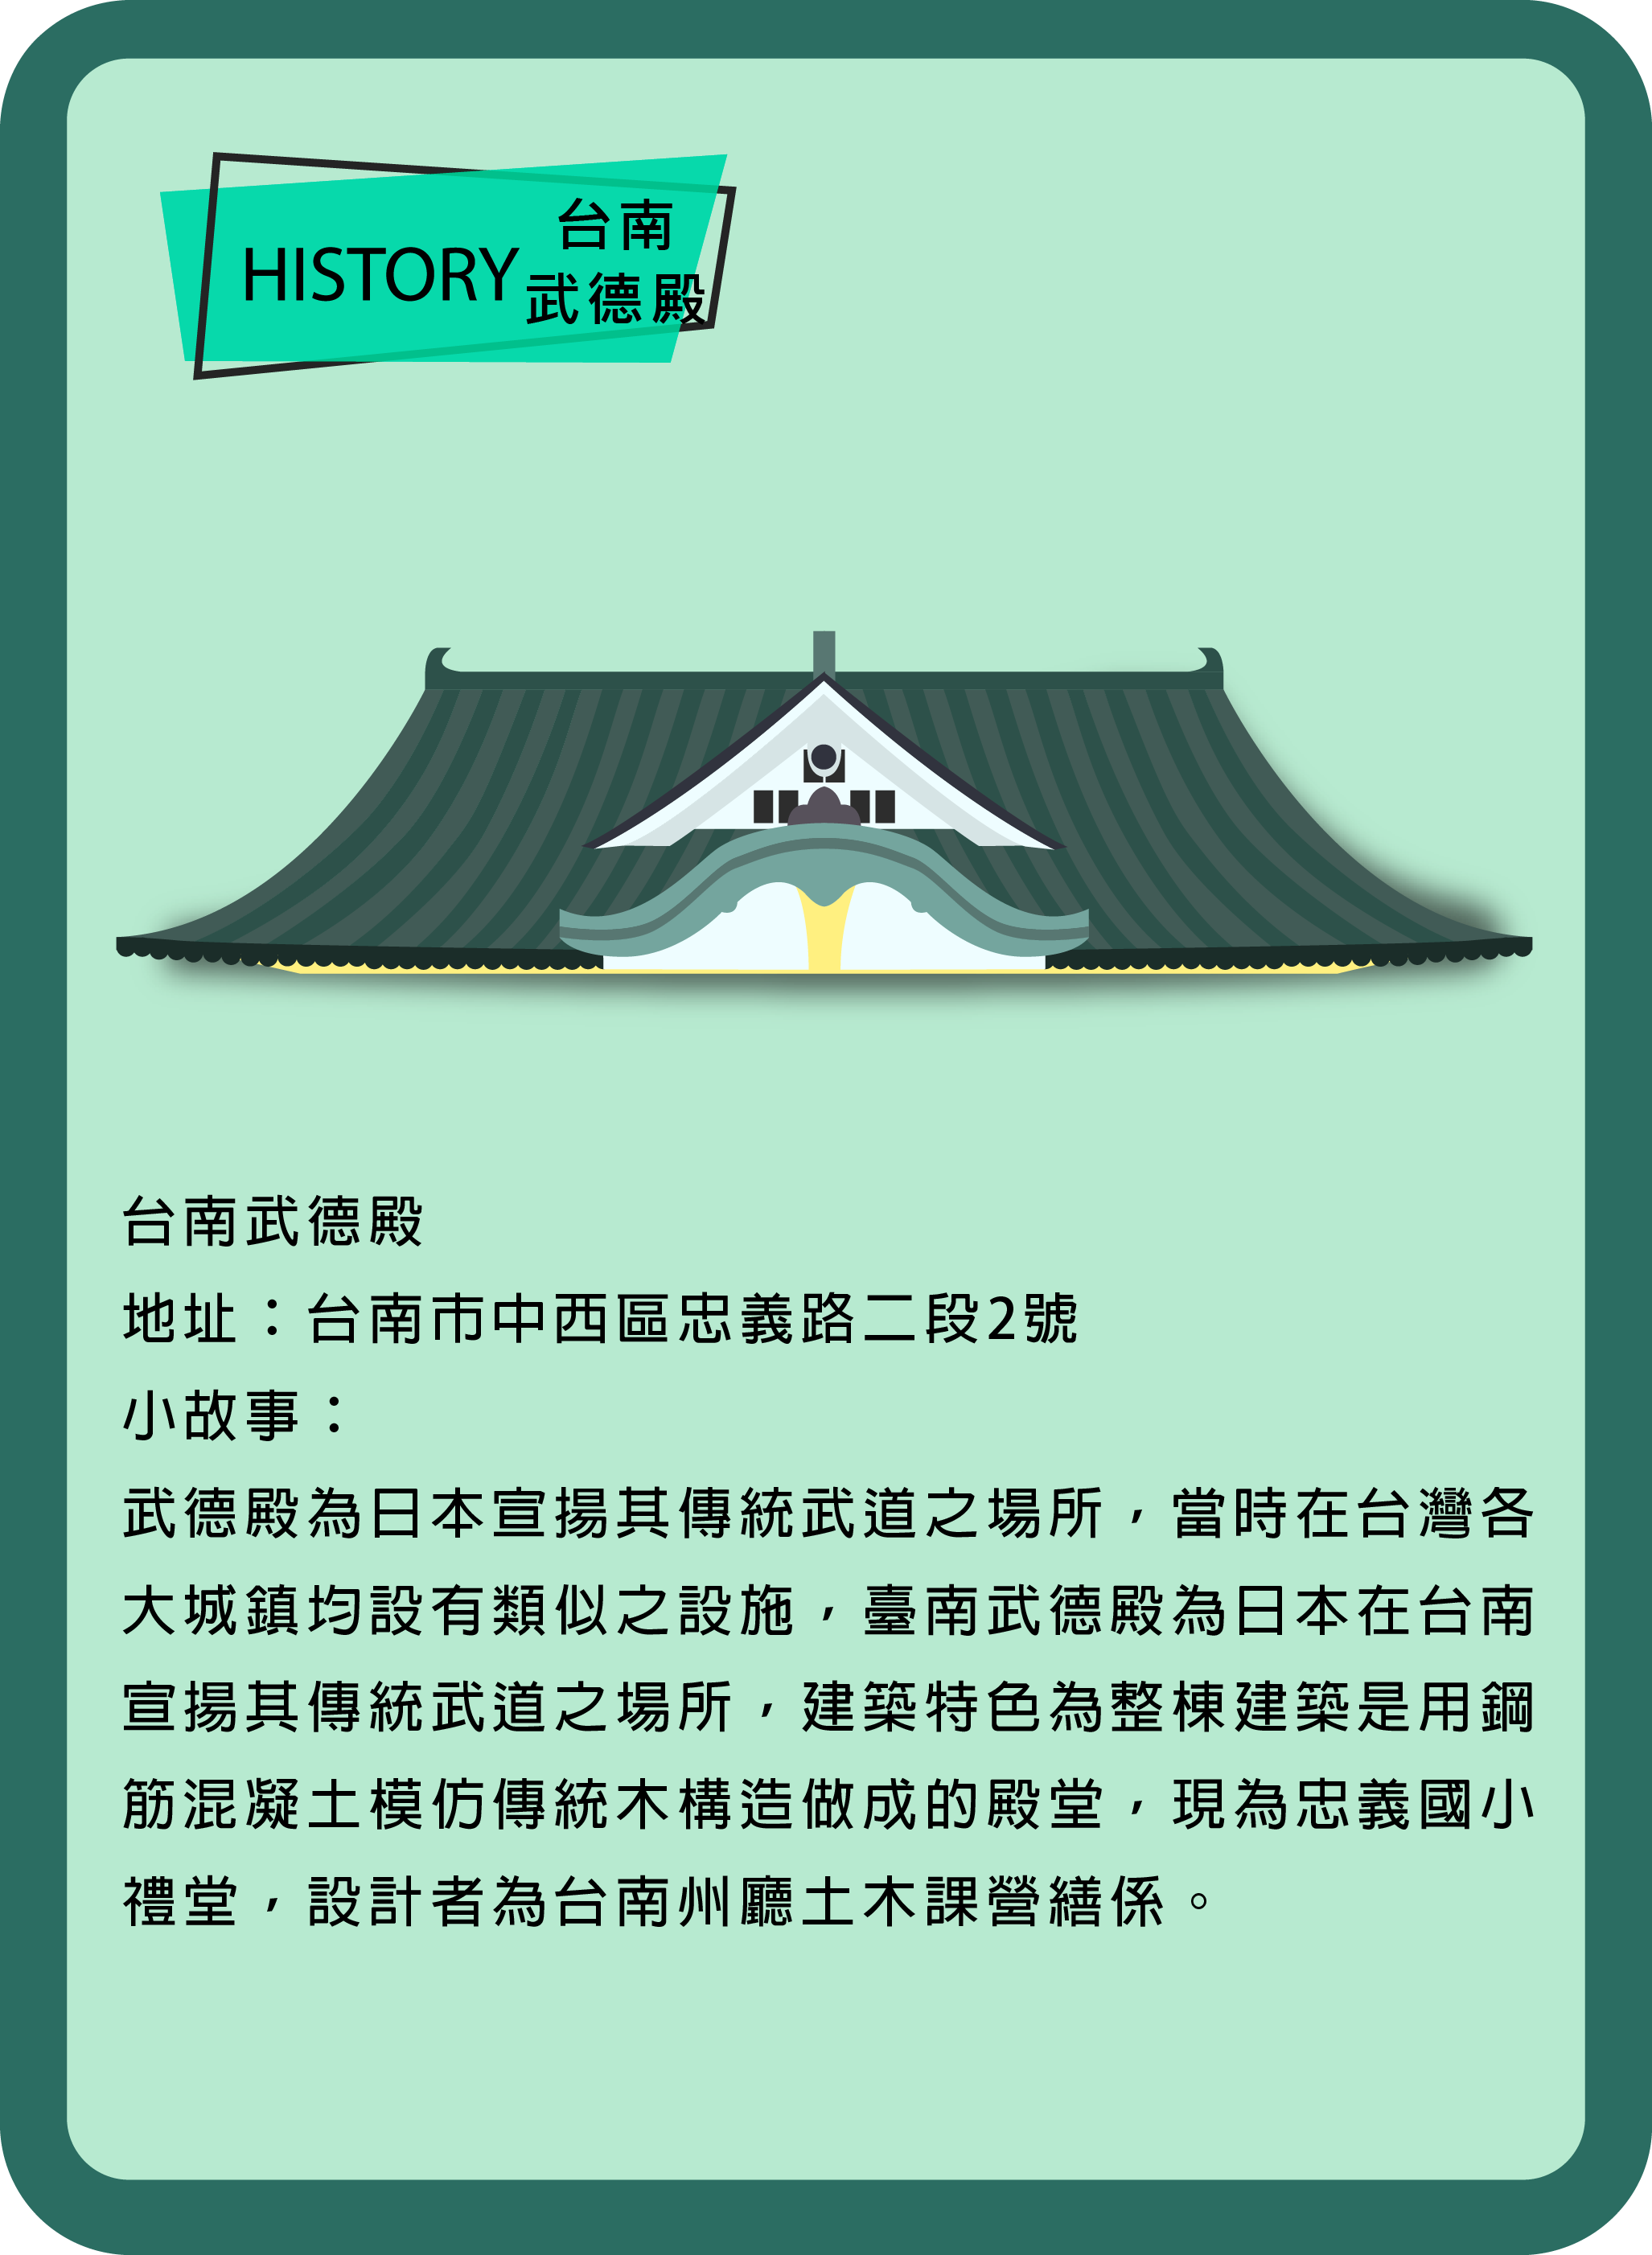 HISTORY
台南
武德殿
台南武德殿
地址：台南市中西區忠義路二段2號
小故事：
武德殿為日本宣揚其傳統武道之場所，當時在台灣各
大城鎮均設有類似之設施，臺南武德殿為日本在台南
宣揚其傳統武道之場所，建築特色為整棟建築是用鋼
筋混凝土模仿傳統木構造做成的殿堂，現為忠義國小
禮堂，設計者為台南州廳土木課營繕係。